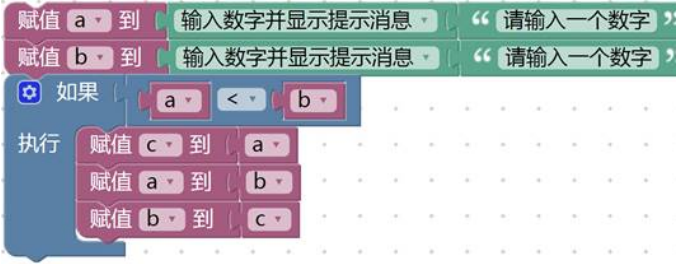 赋值 a 到 输入数字并显示提示消息 “ 请输入一个数字 ”
赋值 b 到 输入数字并显示提示消息 “ 请输入一个数字 ”
如果 a < b
执行 赋值 c 到 a
赋值 a 到 b
赋值 b 到 c